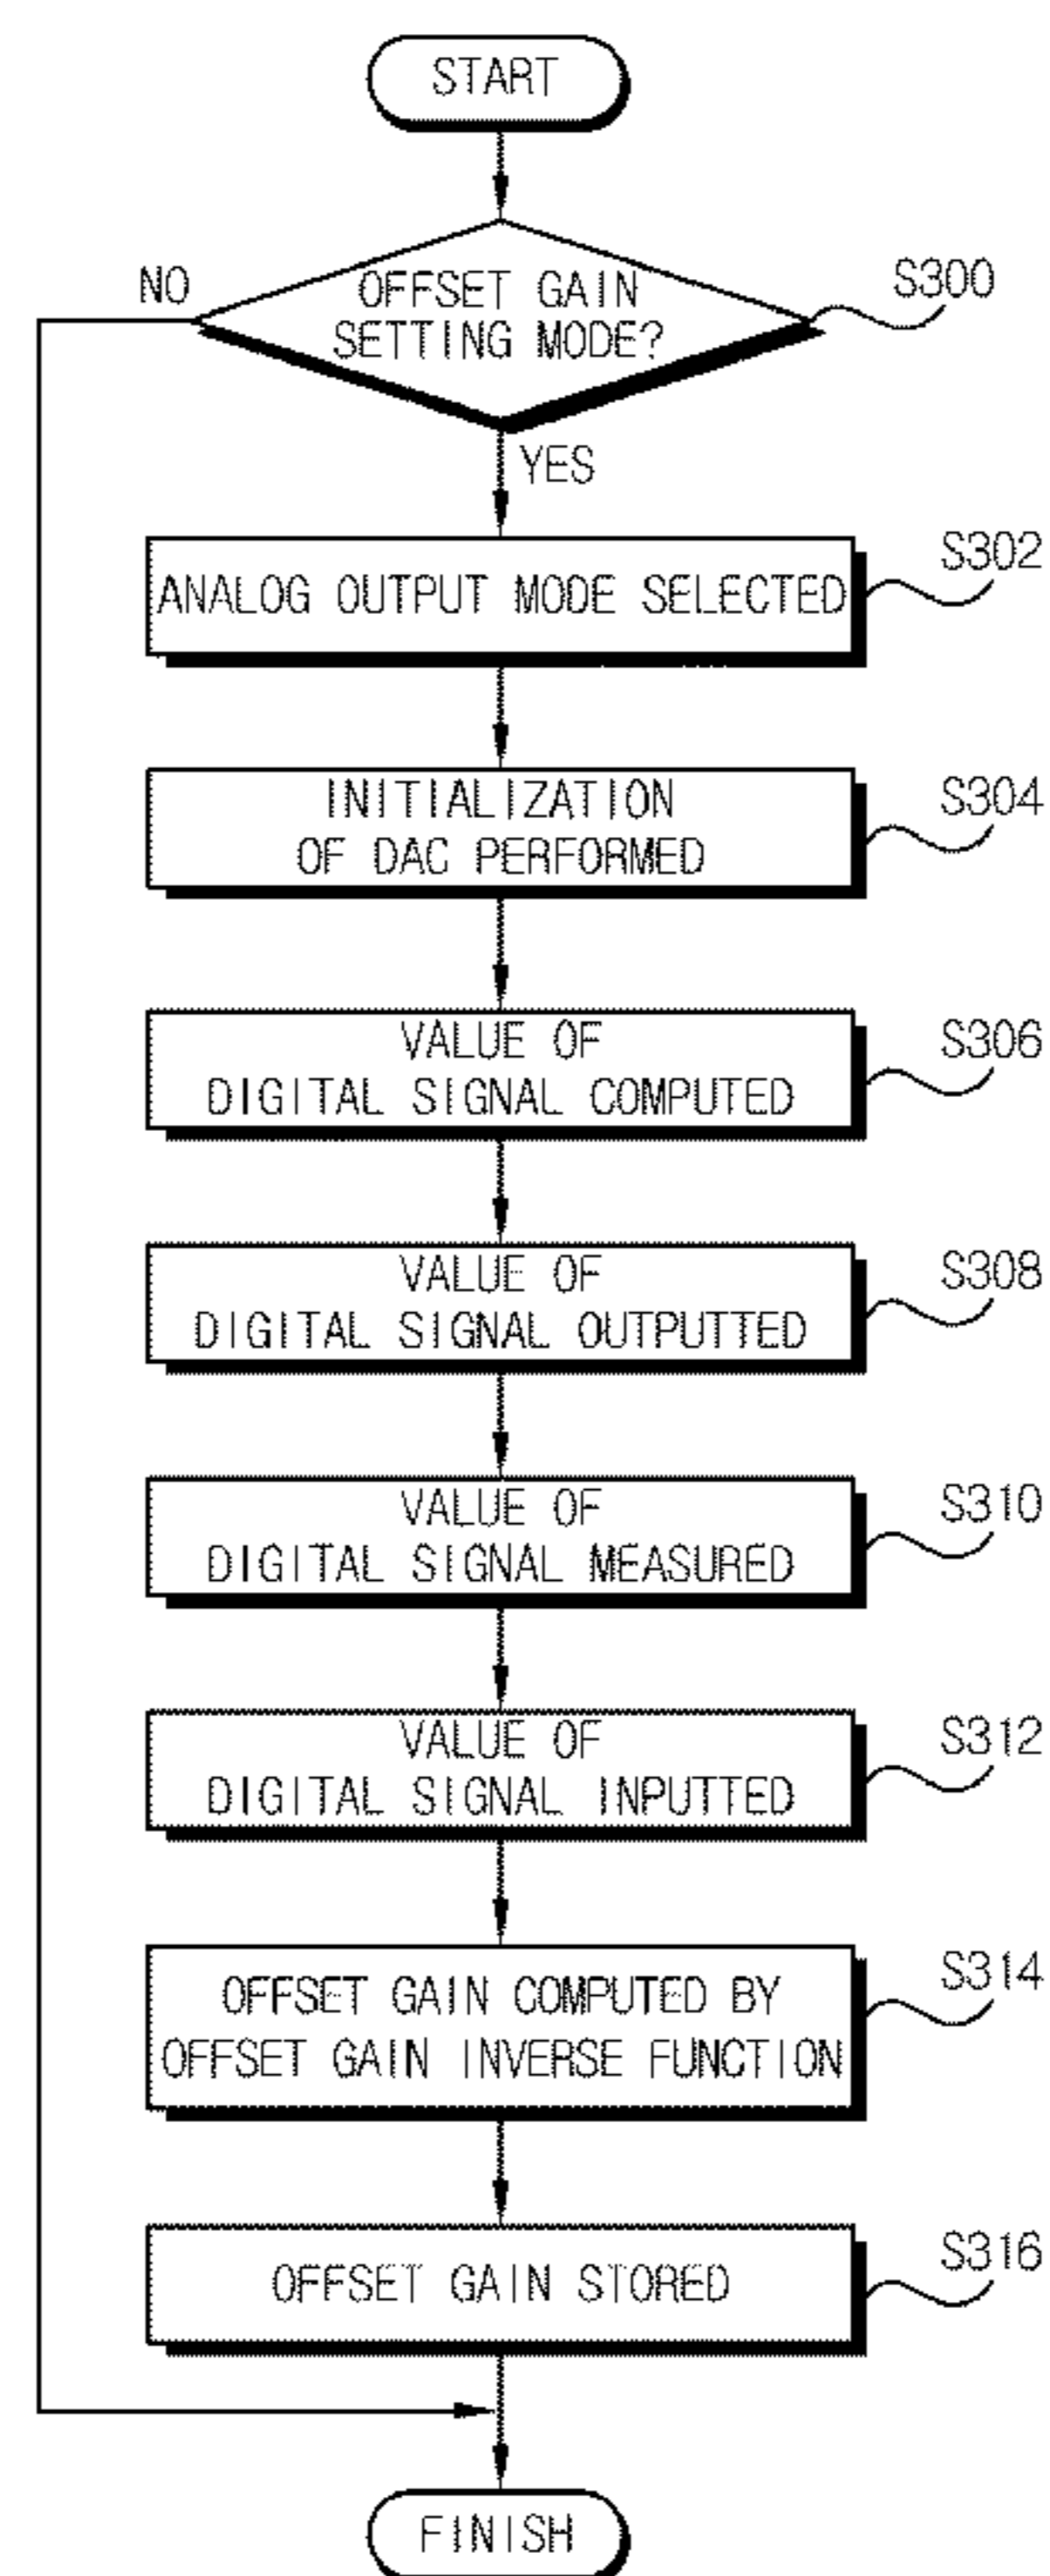 START
NO
OFFSET GAIN
SETTING MODE?
S300
YES
ANALOG OUTPUT MODE SELECTED
S302
INITIALIZATION
OF DAC PERFORMED
S304
VALUE OF
DIGITAL SIGNAL COMPUTED
S306
VALUE OF
DIGITAL SIGNAL OUTPUTTED
S308
VALUE OF
DIGITAL SIGNAL MEASURED
S310
VALUE OF
DIGITAL SIGNAL INPUTTED
S312
OFFSET GAIN COMPUTED BY
OFFSET GAIN INVERSE FUNCTION
S314
OFFSET GAIN STORED
S316
FINISH